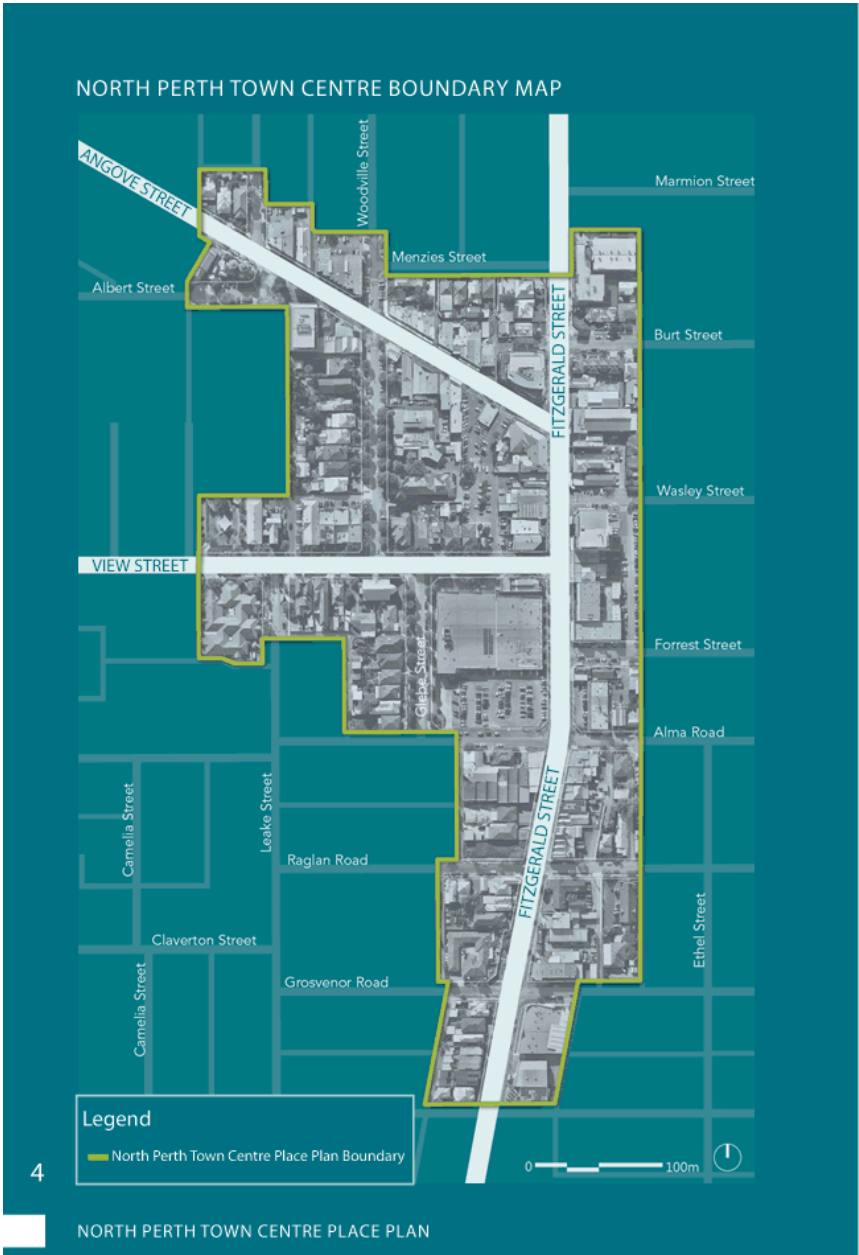 NORTH PERTH TOWN CENTRE BOUNDARY MAP
ANGOVE STREET
Woodville Street
Marmion Street
Menzies Street
Albert Street
FITZGERALD STREET
Burt Street
Wasley Street
VIEW STREET
Glebe Street
Forrest Street
Alma Road
FITZGERALD STREET
Camelia Street
Leake Street
Raglan Road
Ethel Street
Claverton Street
Camelia Street
Grosvenor Road
Legend
North Perth Town Centre Place Plan Boundary
0 100m
4
NORTH PERTH TOWN CENTRE PLACE PLAN